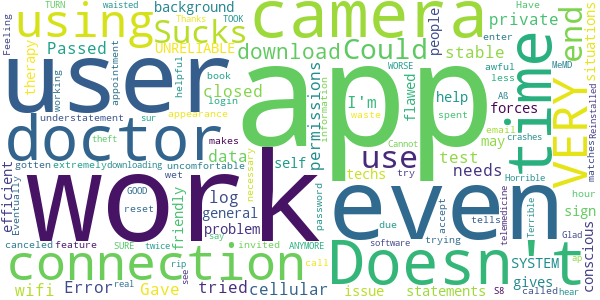 using
camera
background
waisted
TURN
TOOK
Thanks
Sucks
UNRELIABLE
Passed
therapy
Feeling
working
appointment
user
book
login
helpful
download
Could
private
people
Have
enter
stable
awful
less
MeMD
end
time
VERY
situations
closed
permissions
information
I'm
waste
WORSE
flawed
help
spent
Cannot
email
crashes
Aß
forces
matches
Reinstalled
doctor
understatement
sur
appearance
theft
makes
data
self
app
use
test
may
needs
techs
try
Horrible
hour
efficient
Eventually
gotten
extremely
downloading
uncomfortable
necessary
work
even
conscious
GOOD
reset
friendly
wet
log
general
problem
password
due
accept
trying
tells
software
telemedicine
Terrible
sign
SYSTEM
gives
Glad
ap
connection
canceled
feature
SURE
twice
rip
see
invited
say
ANYMORE
call
Doesn't
wifi
Error
real
Gave
tried
cellular
issue
statements
S8
called
hear